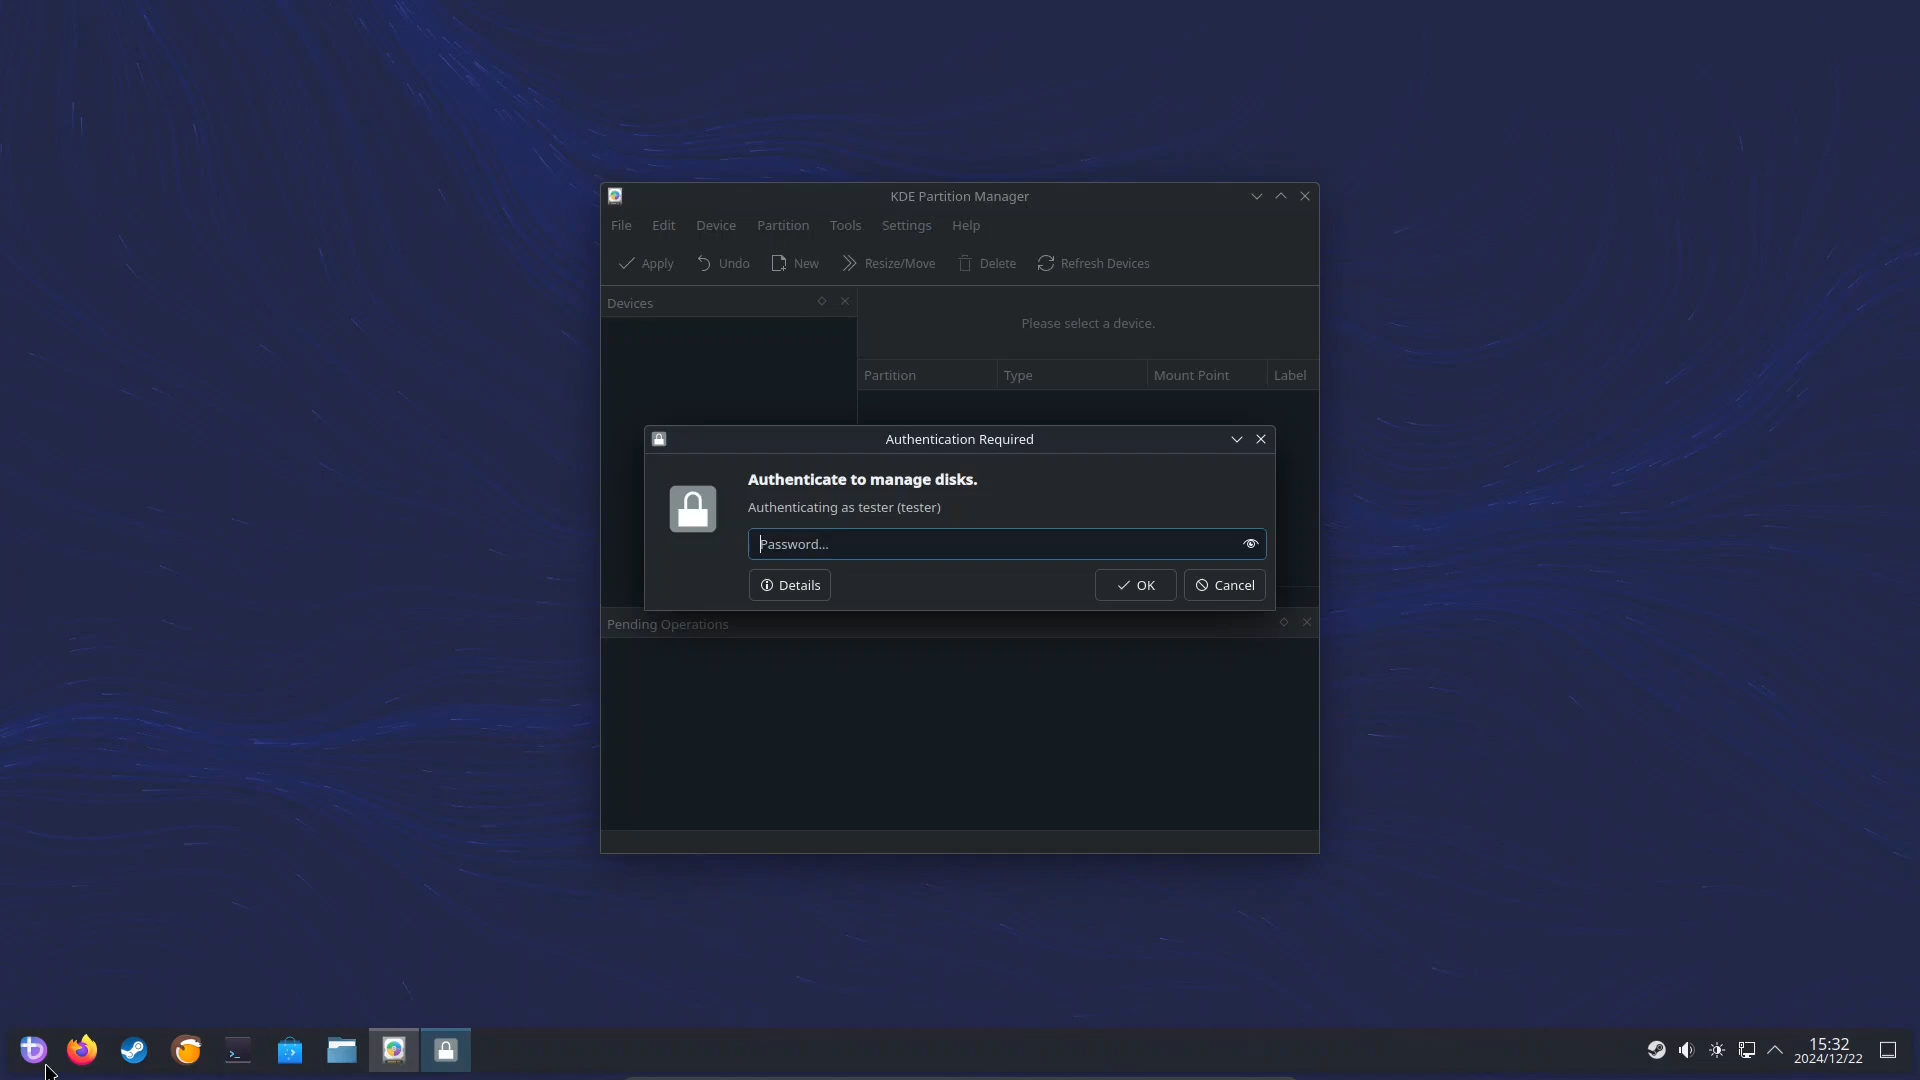 KDE Partition Manager
File Edit Device Partition Tools Settings Help
Apply Undo New Resize/Move Delete Refresh Devices
Devices
Please select a device.
Partition Type Mount Point Label
Authentication Required
Authenticate to manage disks.
Authenticating as tester (tester)
Password...
Details OK Cancel
Pending Operations
15:32
2024/12/22